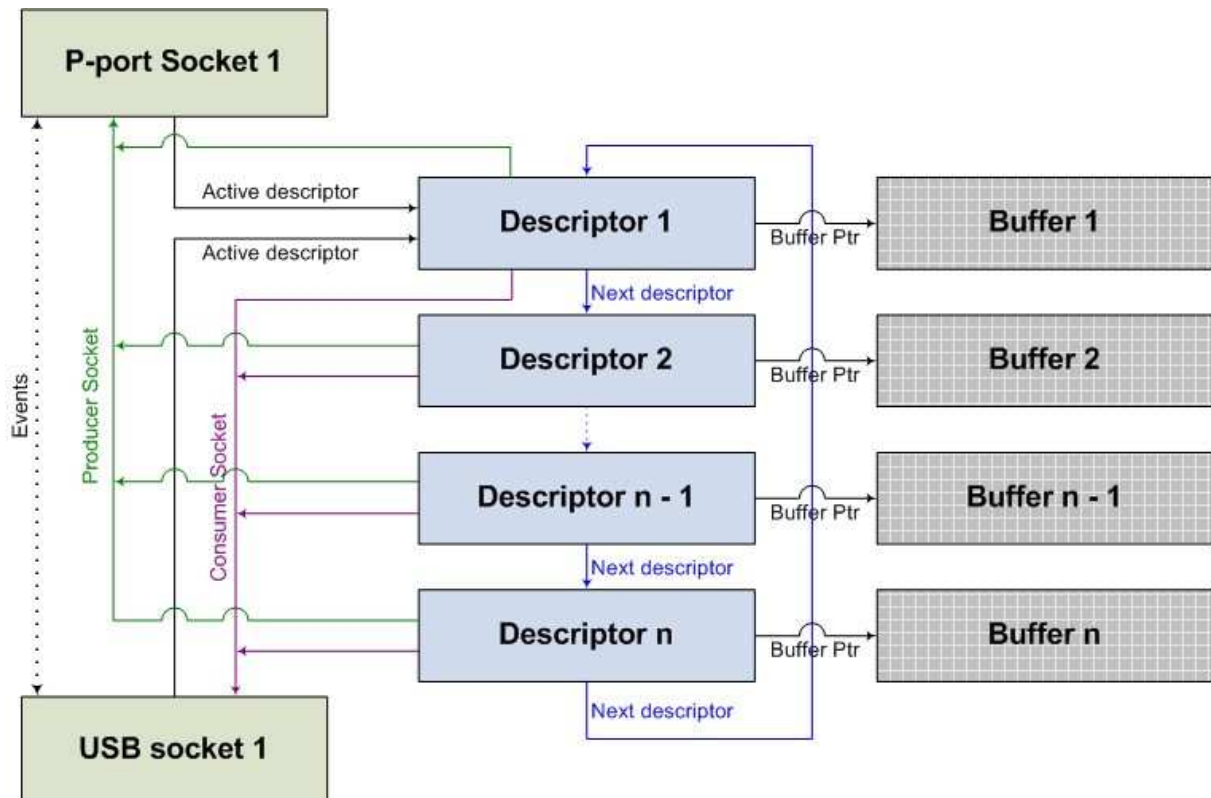 P-port Socket 1
Active descriptor
Descriptor 1
Buffer Ptr
Buffer 1
Active descriptor
Next descriptor
Descriptor 2
Buffer Ptr
Buffer 2
Events
Producer Socket
Consumer Socket
Descriptor n - 1
Buffer Ptr
Buffer n - 1
Next descriptor
Descriptor n
Buffer Ptr
Buffer n
Next descriptor
USB socket 1